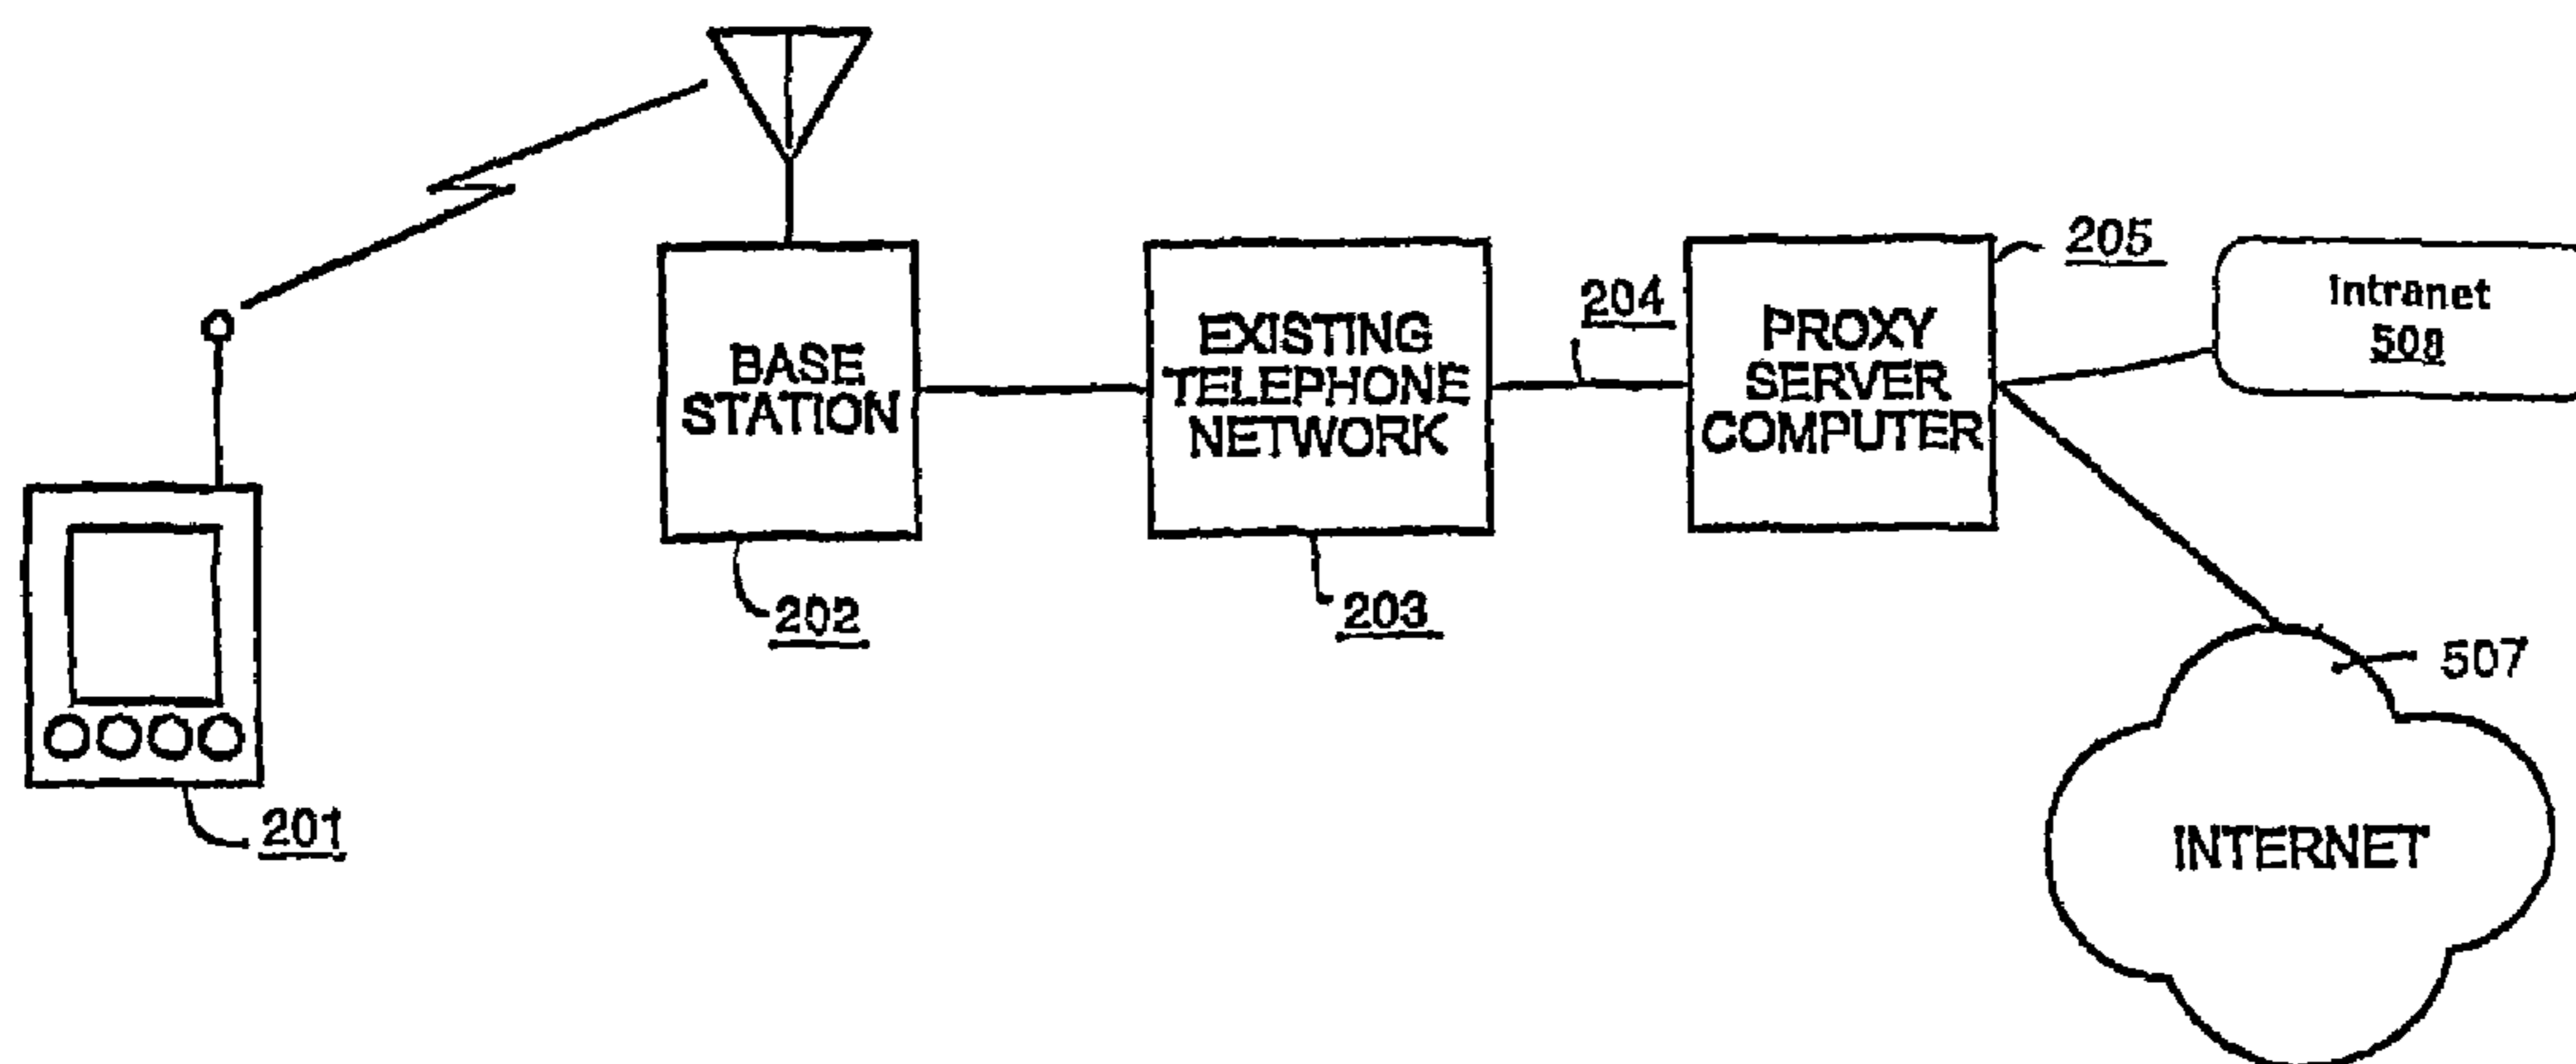 BASE
STATION
202
EXISTING
TELEPHONE
NETWORK
203
204
PROXY
SERVER
COMPUTER
205
Intranet
508
507
INTERNET
201